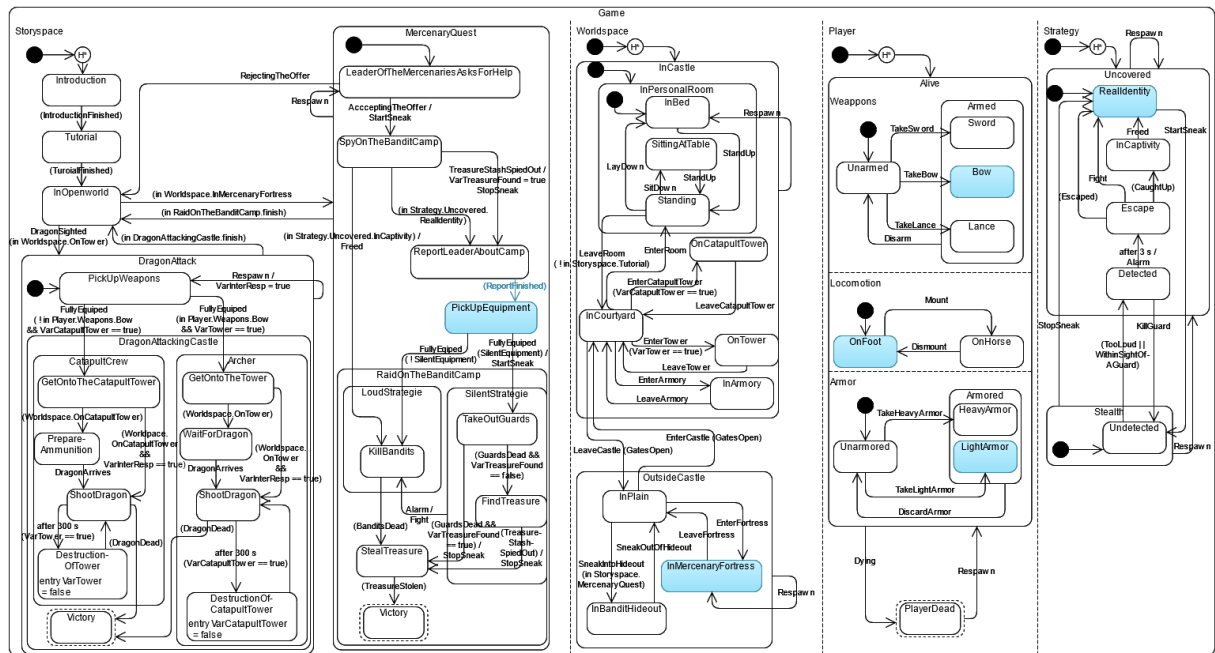 Game
Storyspace
H*
Introduction
(IntroductionFinished)
Tutorial
(TuroialFinished)
InOpenworld
DragonSighted
(in Worldspace.OnTower)
RejectingTheOffer
(in Worldspace.InMercenaryFortress)
(in RaidOnTheBanditCamp.finish)
(in DragonAttackingCastle.finish)
DragonAttack
PickUpWeapons
Respawn /
VarInterResp = true
FullyEquiped
( ! in Player.Weapons.Bow
&& VarCatapultTower == true)
FullyEquiped
(in Player.Weapons.Bow
&& VarTower == true)
DragonAttackingCastle
CatapultCrew
GetOntoTheCatapultTower
(Worldspace.OnCatapultTower)
Prepare-
Ammunition
DragonArrives
(Worldspace.
OnCatapultTower
&&
VarInterResp == true)
ShootDragon
after 300 s
(VarTower == true)
(DragonDead)
Destruction-
OfTower
entry VarTower
= false
Victory
Archer
GetOntoTheTower
(Worldspace.OnTower)
WaitForDragon
DragonArrives
(Worldspace.
OnTower
&&
VarInterResp == true)
ShootDragon
(DragonDead)
after 300 s
(VarCatapultTower == true)
DestructionOf-
CatapultTower
entry VarCatapultTower
= false
MercenaryQuest
LeaderOfTheMercenariesAsksForHelp
Respawn
AccceptingTheOffer /
StartSneak
SpyOnTheBanditCamp
TreasureStashSpiedOut /
VarTreasureFound = true
StopSneak
(in Strategy.Uncovered.
RealIdentity)
(in Strategy.Uncovered.InCaptivity) /
Freed
ReportLeaderAboutCamp
(ReportFinished)
PickUpEquipment
FullyEqiped
( ! SilentEquipment)
FullyEquiped
(SilentEquipment) /
StartSneak
RaidOnTheBanditCamp
LoudStrategie
KillBandits
SilentStrategie
TakeOutGuards
(GuardsDead &&
VarTreasureFound
== false)
FindTreasure
Alarm /
Fight
(BanditsDead)
(GuardsDead &&
VarTreasureFound
== true) /
StopSneak
(Treasure-
Stash-
SpiedOut) /
StopSneak
StealTreasure
(TreasureStolen)
Victory
Worldspace
H*
InCastle
InPersonalRoom
InBed
Respawn
SittingAtTable
StandUp
LayDown
StandUp
SitDown
Standing
LeaveRoom
( ! in.Storyspace.Tutorial)
EnterRoom
OnCatapultTower
EnterCatapultTower
(VarCatapultTower == true)
LeaveCatapultTower
InCourtyard
EnterTower
(VarTower == true)
OnTower
LeaveTower
EnterArmory
InArmory
LeaveArmory
EnterCastle (GatesOpen)
LeaveCastle (GatesOpen)
OutsideCastle
InPlain
EnterFortress
LeaveFortress
SneakOutOfHideout
SneakIntoHideout
(in Storyspace.
MercenaryQuest)
InMercenaryFortress
Respawn
InBanditHideout
Player
H*
Alive
Weappons
Armed
TakeSword
Sword
Unarmed
TakeBow
Bow
TakeLance
Lance
Disarm
Locomotion
Mount
OnFoot
Dismount
OnHorse
Armor
Armored
TakeHeavyArmor
HeavyArmor
Unarmored
LightArmor
TakeLightArmor
DiscardArmor
Dying
Respawn
PlayerDead
Strategy
H*
Respawn
Uncovered
RealIdentity
Freed
StartSneak
InCaptivity
Fight
(CaughtUp)
(Escaped)
Escape
after 3 s /
Alarm
Detected
StopSneak
KillGuard
(TooLoud ||
WithinSightOf-
AGuard)
Stealth
Undetected
Respawn